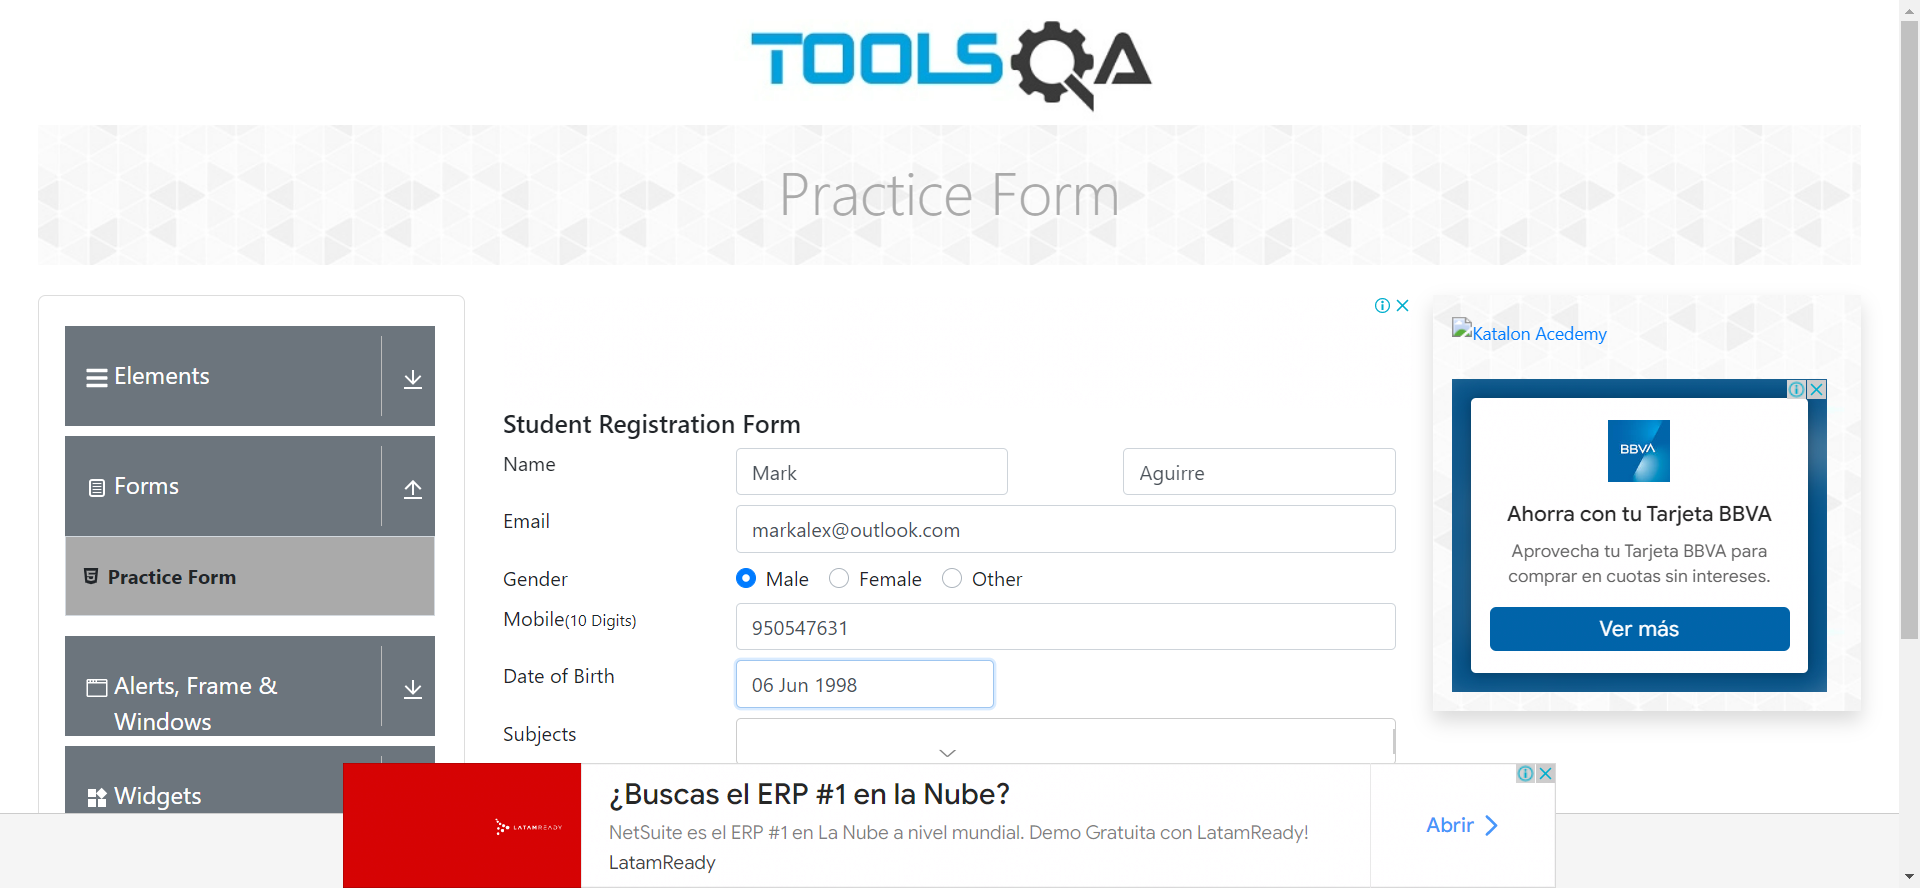 TOOLSQA
Practice Form
Elements
Forms
Practice Form
Alerts, Frame &
Windows
Widgets
Student Registration Form
Name
Mark
Aguirre
Email
markalex@outlook.com
Gender
Male
Female
Other
Mobile(10 Digits)
950547631
Date of Birth
06 Jun 1998
Subjects
Katalon Acedemy
BBVA
Ahorra con tu Tarjeta BBVA
Aprovecha tu Tarjeta BBVA para
comprar en cuotas sin intereses.
Ver más
LATAMREADY
¿Buscas el ERP #1 en la Nube?
NetSuite es el ERP #1 en La Nube a nivel mundial. Demo Gratuita con LatamReady!
LatamReady
Abrir